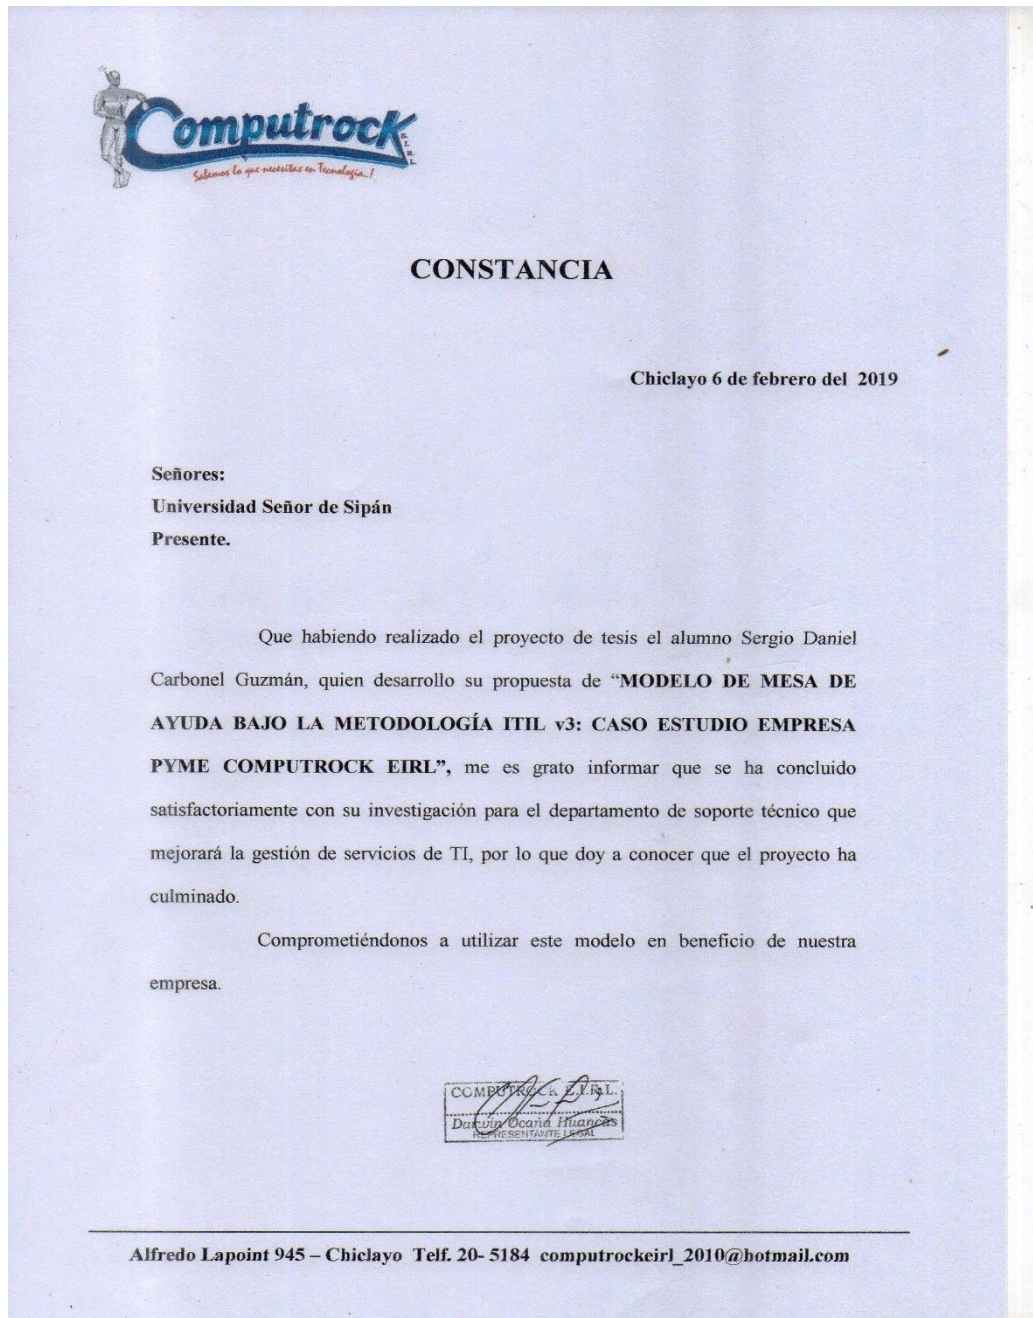 Computrock
E.I.R.L.
Sabemos lo que necesitas en Tecnología..!
CONSTANCIA
Chiclayo 6 de febrero del 2019
Señores:
Universidad Señor de Sipán
Presente.
Que habiendo realizado el proyecto de tesis el alumno Sergio Daniel
Carbonel Guzmán, quien desarrollo su propuesta de “MODELO DE MESA DE
AYUDA BAJO LA METODOLOGÍA ITIL v3: CASO ESTUDIO EMPRESA
PYME COMPUTROCK EIRL”, me es grato informar que se ha concluido
satisfactoriamente con su investigación para el departamento de soporte técnico que
mejorará la gestión de servicios de TI, por lo que doy a conocer que el proyecto ha
culminado.
Comprometiéndonos a utilizar este modelo en beneficio de nuestra
empresa.
COMPUTROCK E.I.R.L.
Darwin Ocaña Huancas
REPRESENTANTE LEGAL
Alfredo Lapoint 945 – Chiclayo Telf. 20- 5184 computrockeirl_2010@hotmail.com